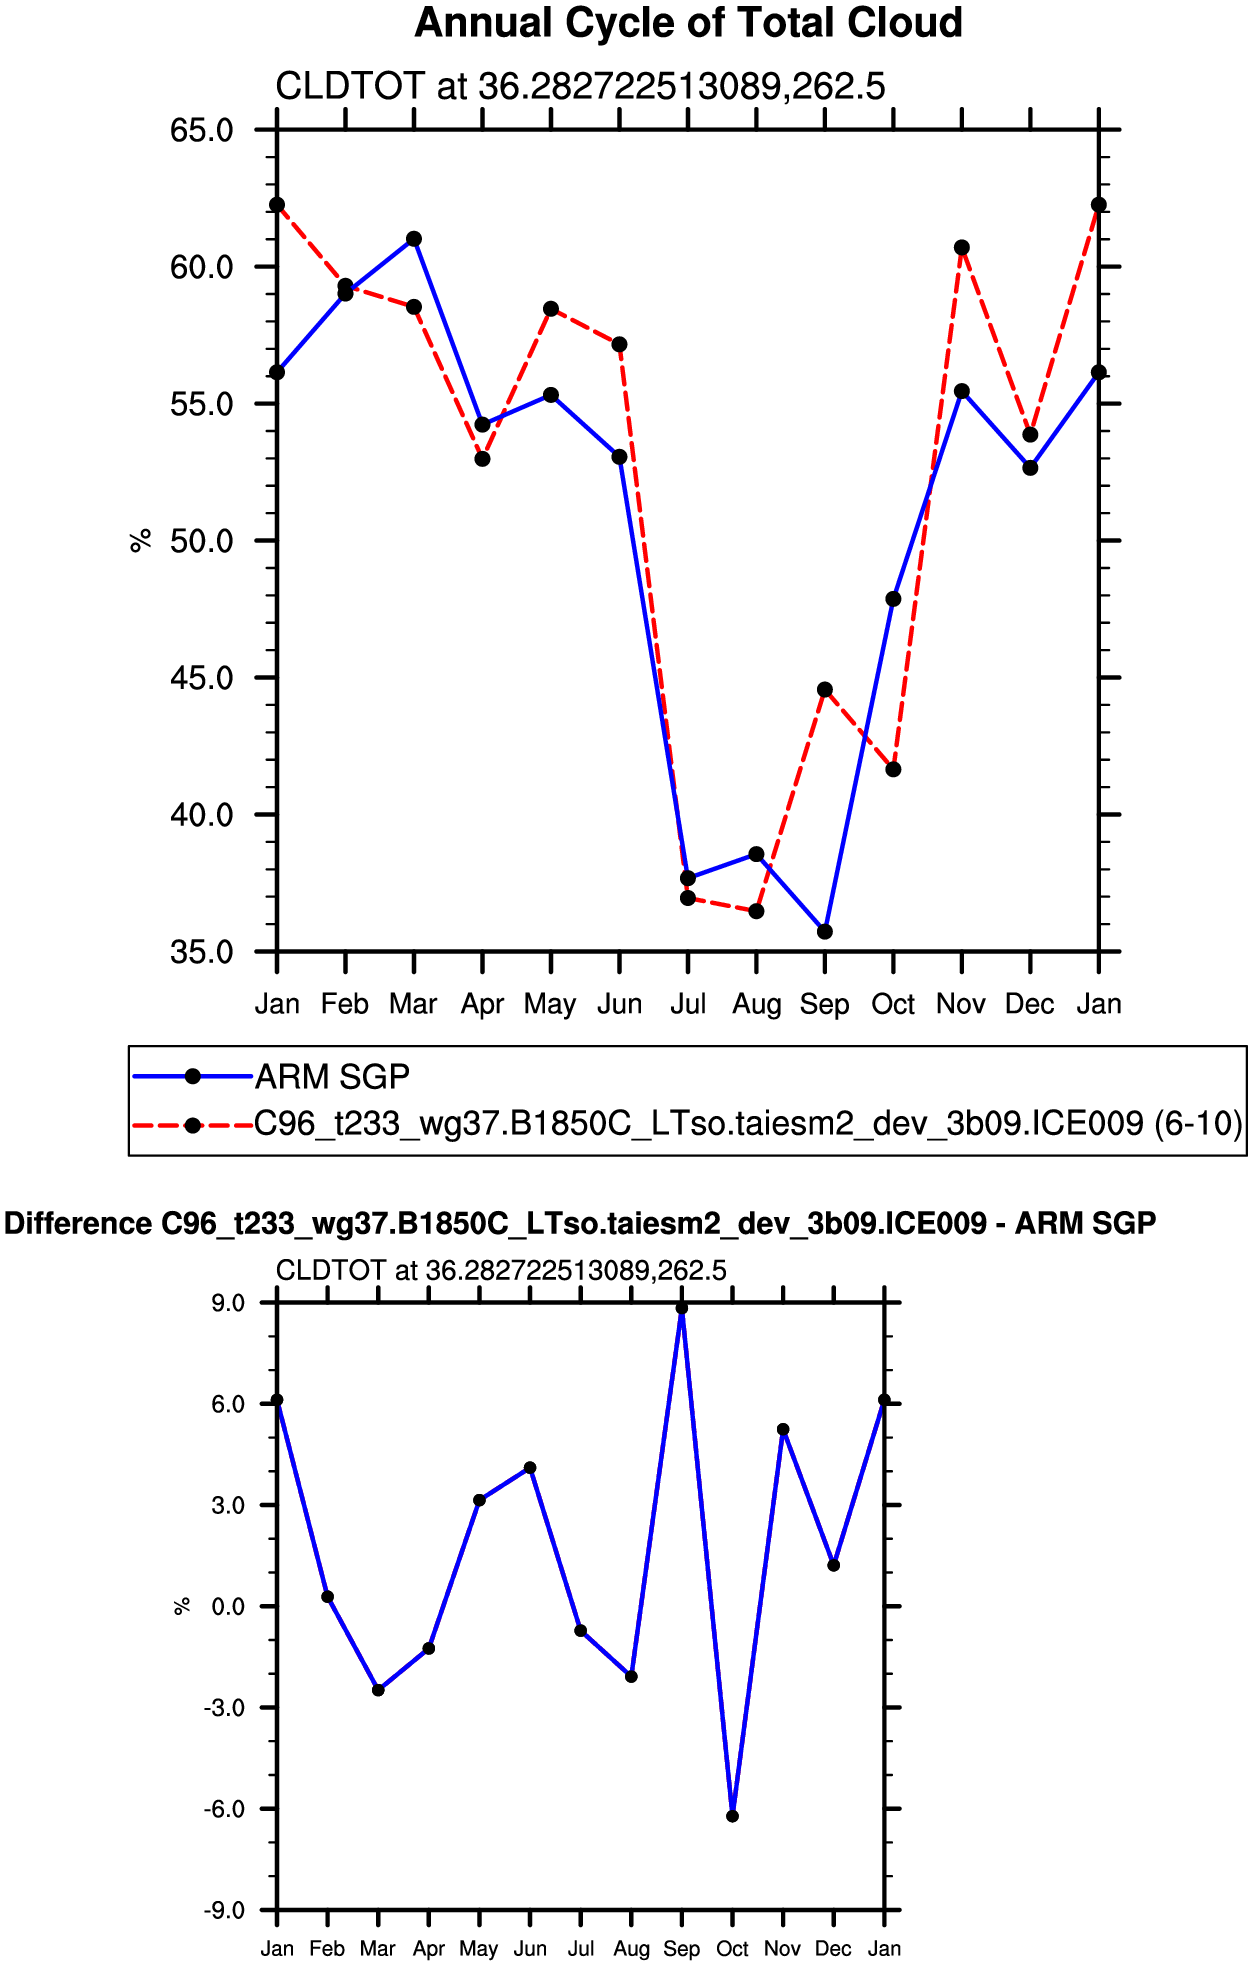 Annual Cycle of Total Cloud
CLDTOT at 36.282722513089,262.5
65.0
60.0
55.0
50.0
45.0
40.0
35.0
%
Jan Feb Mar Apr May Jun Jul Aug Sep Oct Nov Dec Jan
ARM SGP
C96_t233_wg37.B1850C_LTso.taiesm2_dev_3b09.ICE009 (6-10)
Difference C96_t233_wg37.B1850C_LTso.taiesm2_dev_3b09.ICE009 - ARM SGP
CLDTOT at 36.282722513089,262.5
9.0
6.0
3.0
0.0
-3.0
-6.0
-9.0
%
Jan Feb Mar Apr May Jun Jul Aug Sep Oct Nov Dec Jan